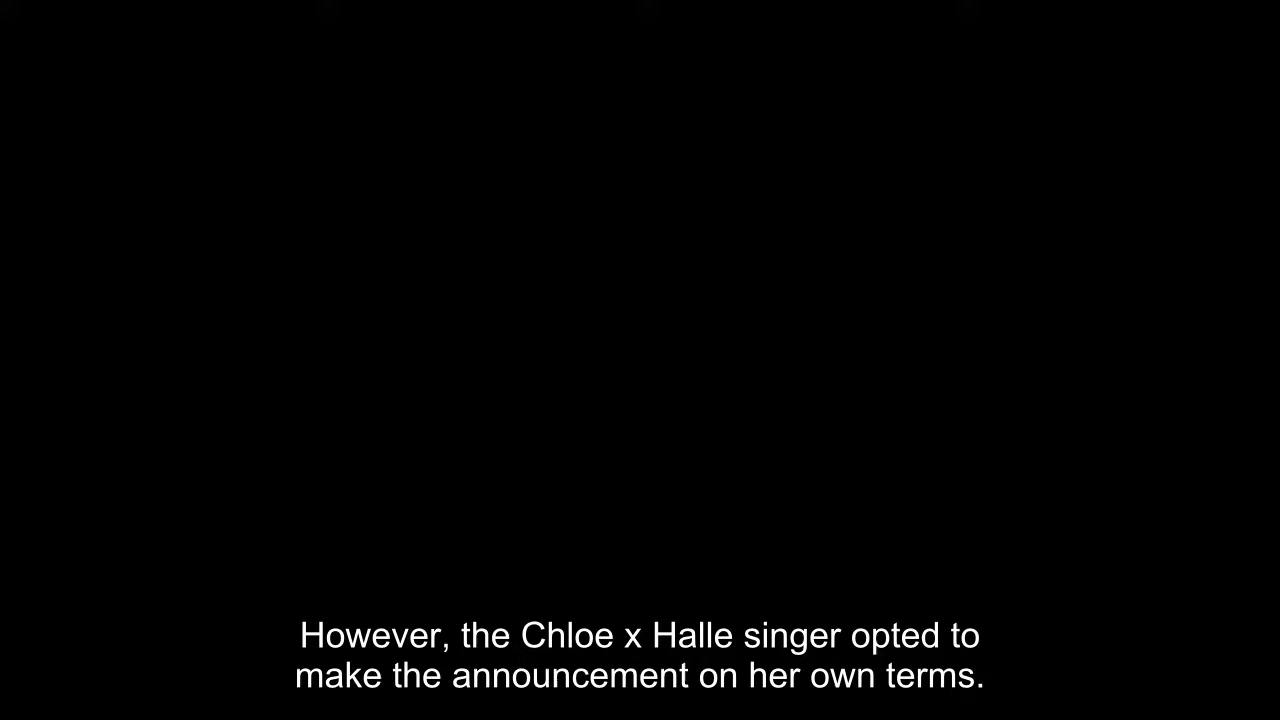 However, the Chloe x Halle singer opted to
make the announcement on her own terms.